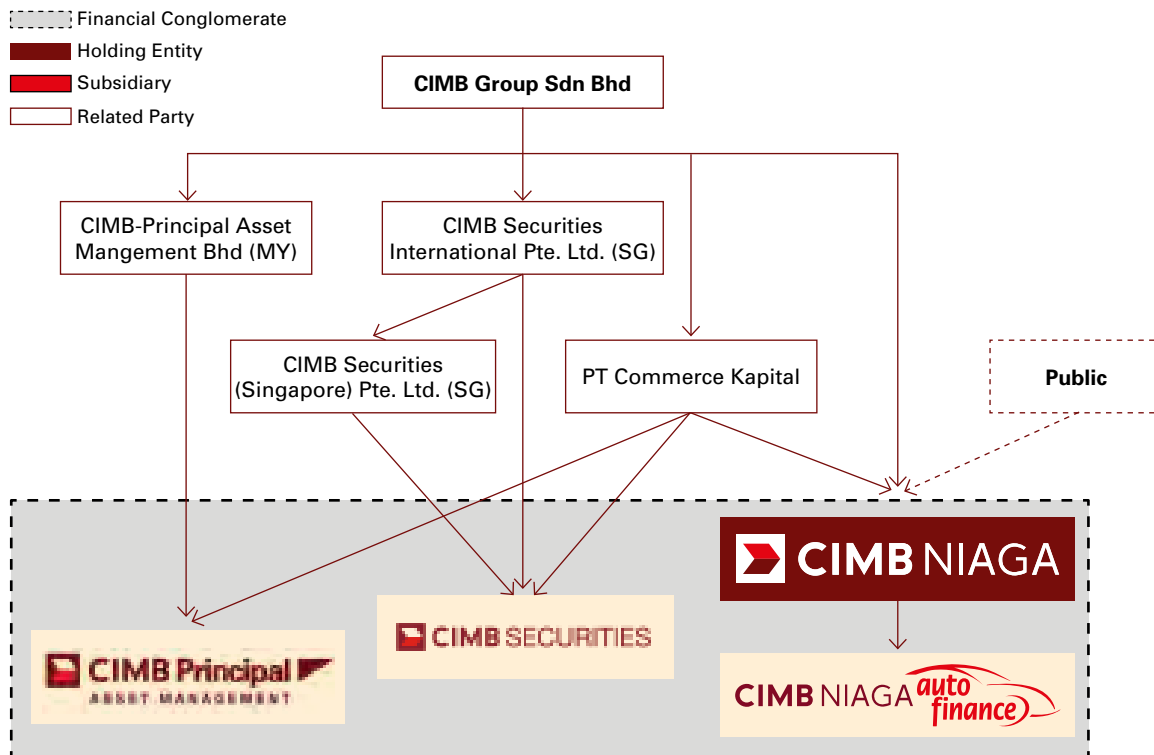 Financial Conglomerate
Holding Entity
Subsidiary
Related Party
CIMB Group Sdn Bhd
CIMB-Principal Asset
Mangement Bhd (MY)
CIMB Securities
International Pte. Ltd. (SG)
CIMB Securities
(Singapore) Pte. Ltd. (SG)
PT Commerce Kapital
Public
CIMB NIAGA
CIMB SECURITIES
CIMB Principal
ASSET MANAGEMENT
CIMB NIAGA auto
finance